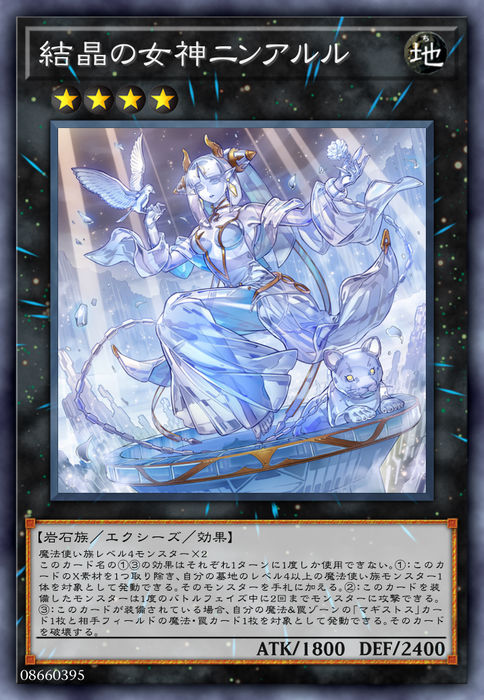 結晶の女神ニンアルル
地
ち
【岩石族／エクシーズ／効果】
魔法使い族レベル4モンスター×2
このカード名の①③の効果はそれぞれ1ターンに1度しか使用できない。①：このカ
ードのX素材を1つ取り除き、自分の墓地のレベル4以上の魔法使い族モンスター1
体を対象として発動できる。そのモンスターを手札に加える。②：このカードを装
備したモンスターは1度のバトルフェイズ中に2回までモンスターに攻撃できる。
③：このカードが装備されている場合、自分の魔法&罠ゾーンの「マギストス」カー
ド1枚と相手フィールドの魔法・罠カード1枚を対象として発動できる。そのカード
を破壊する。
ATK/1800 DEF/2400
08660395